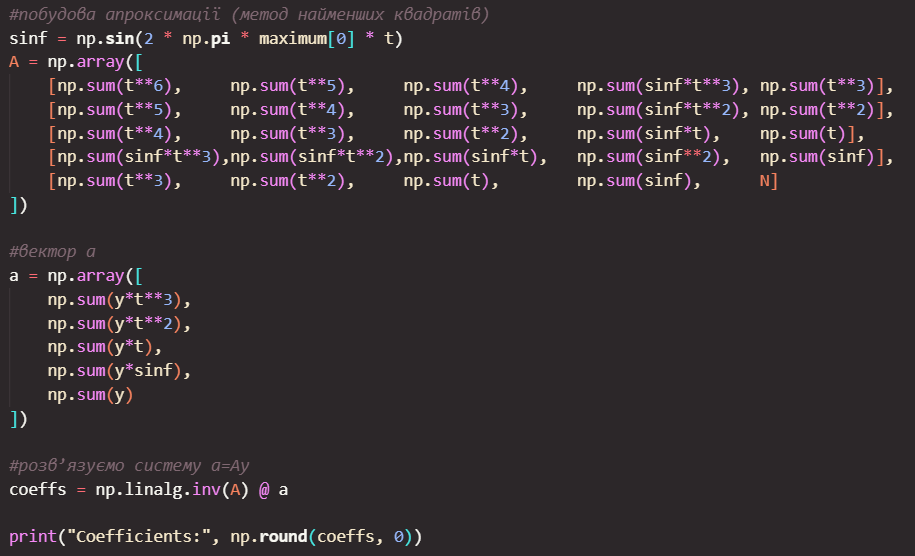 #побудова апроксимації (метод найменших квадратів)
sinf = np.sin(2 * np.pi * maximum[0] * t)
A = np.array([
    [np.sum(t**6),     np.sum(t**5),     np.sum(t**4),      np.sum(sinf*t**3), np.sum(t**3)],
    [np.sum(t**5),     np.sum(t**4),     np.sum(t**3),      np.sum(sinf*t**2), np.sum(t**2)],
    [np.sum(t**4),     np.sum(t**3),     np.sum(t**2),      np.sum(sinf*t),    np.sum(t)],
    [np.sum(sinf*t**3),np.sum(sinf*t**2),np.sum(sinf*t),   np.sum(sinf**2),   np.sum(sinf)],
    [np.sum(t**3),     np.sum(t**2),     np.sum(t),        np.sum(sinf),      N]
])
#вектор a
a = np.array([
    np.sum(y*t**3),
    np.sum(y*t**2),
    np.sum(y*t),
    np.sum(y*sinf),
    np.sum(y)
])
#розв’язуємо систему a=Ay
coeffs = np.linalg.inv(A) @ a
print("Coefficients:", np.round(coeffs, 0))